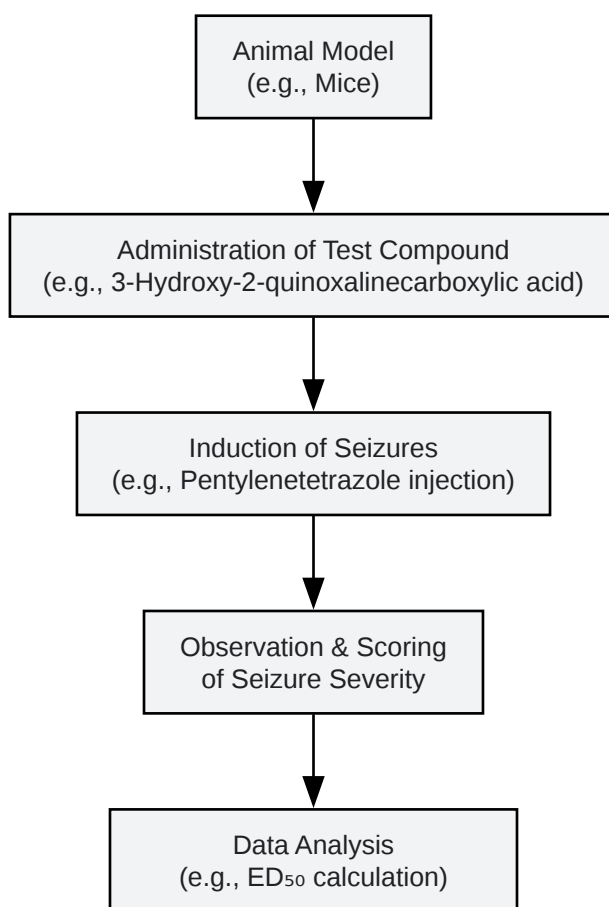 Animal Model
(e.g., Mice)
Administration of Test Compound
(e.g., 3-Hydroxy-2-quinoxalinecarboxylic acid)
Induction of Seizures
(e.g., Pentylenetetrazole injection)
Observation & Scoring
of Seizure Severity
Data Analysis
(e.g., ED₅₀ calculation)